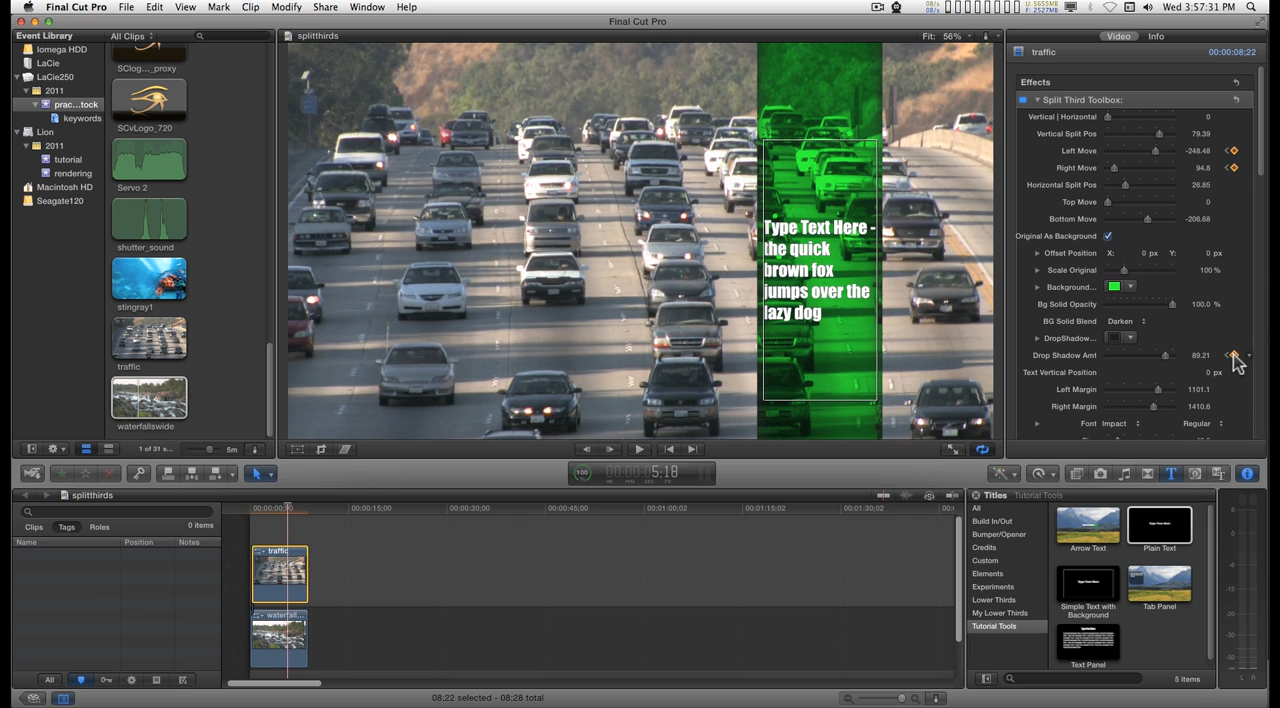 Final Cut Pro File Edit View Mark Clip Modify Share Window Help Wed 3:57:31 PM
Final Cut Pro
Event Library
All Clips
splitthirds
Fit: 56%
Video Info
Iomega HDD
LaCie
LaCie250
2011
prac...tock
keywords
Lion
2011
tutorial
rendering
Macintosh HD
Seagate120
SClog..._proxy
SCvLogo_720
Servo 2
shutter_sound
stingray1
traffic
waterfallswide
Type Text Here -
the quick
brown fox
jumps over the
lazy dog
traffic 00:00:08;22
Effects
Split Third Toolbox:
Vertical | Horizontal 0
Vertical Split Pos 79.39
Left Move -248.48
Right Move 94.8
Horizontal Split Pos 26.85
Top Move 0
Bottom Move -206.68
Original As Background
Offset Position X: 0 px Y: 0 px
Scale Original 100 %
Background...
Bg Solid Opacity 100.0 %
BG Solid Blend Darken
DropShadow...
Drop Shadow Amt 89.21
Text Vertical Position 0 px
Left Margin 1101.1
Right Margin 1410.6
Font Impact Regular
1 of 31 s...
5m
100
5:18
HR MIN SEC FR
splitthirds
Clips Tags Roles 0 items
Name Position Notes
00:00:00;00 00:00:15;00 00:00:30;00 00:00:45;00 00:01:00;02 00:01:15;02 00:01:30;02
traffic
waterfall...
Titles Tutorial Tools
All
Build In/Out
Bumper/Opener
Credits
Custom
Elements
Experiments
Lower Thirds
My Lower Thirds
Tutorial Tools
Arrow Text
Plain Text
Simple Text with
Background
Tab Panel
Text Panel
5 items
L R
All
08;22 selected - 08;28 total